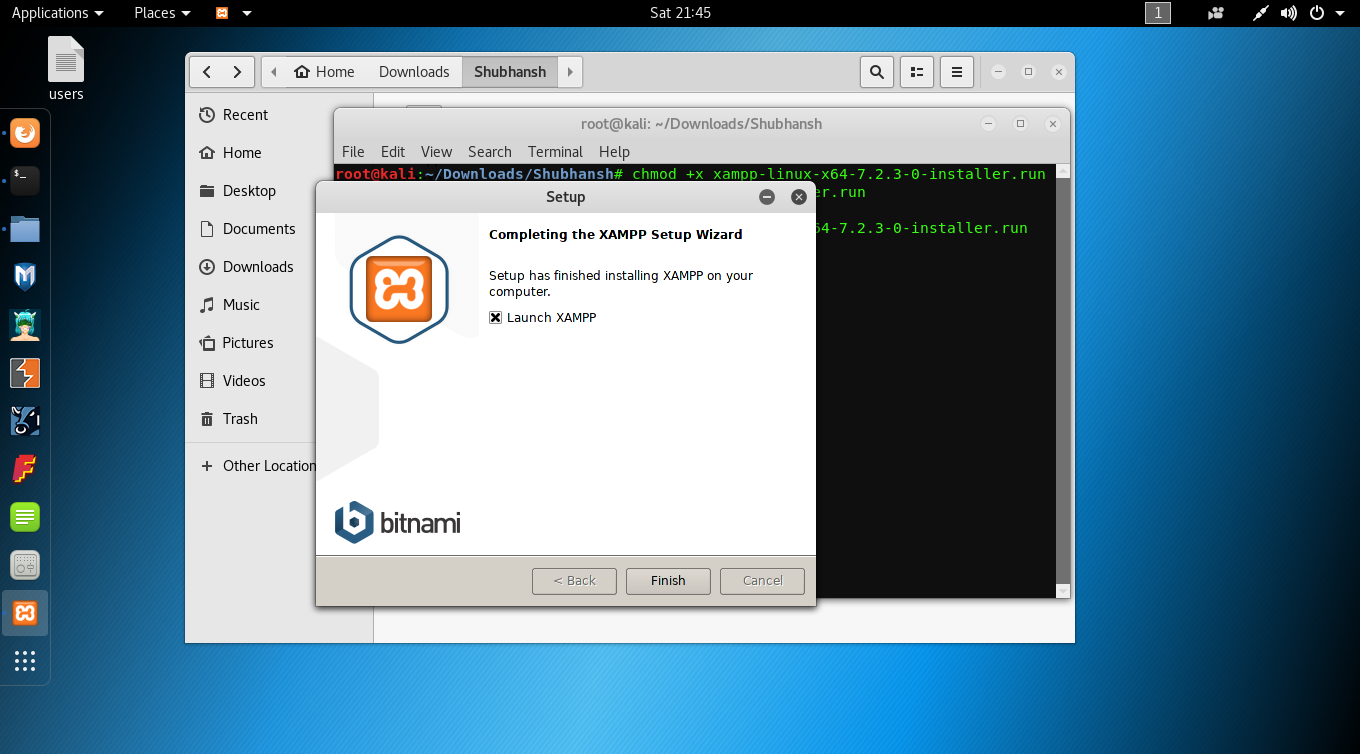 Applications Places Sat 21:45 1
users
Home Downloads Shubhansh
Recent
Home
Desktop
Documents
Downloads
Music
Pictures
Videos
Trash
+ Other Location
root@kali: ~/Downloads/Shubhansh
File Edit View Search Terminal Help
root@kali:~/Downloads/Shubhansh# chmod +x xampp-linux-x64-7.2.3-0-installer.run
er.run
64-7.2.3-0-installer.run
Setup
Completing the XAMPP Setup Wizard
Setup has finished installing XAMPP on your
computer.
Launch XAMPP
bitnami
< Back Finish Cancel